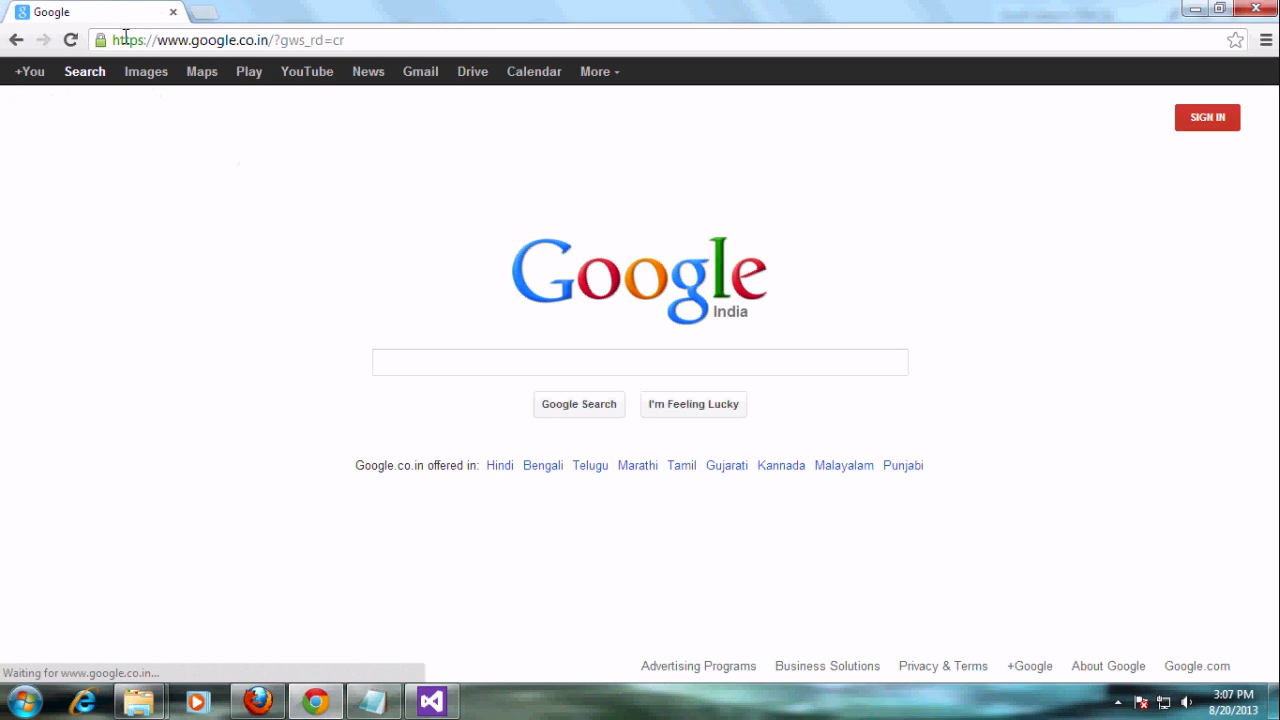 Google
https://www.google.co.in/?gws_rd=cr
+You Search Images Maps Play YouTube News Gmail Drive Calendar More
SIGN IN
Google
India
Google Search I'm Feeling Lucky
Google.co.in offered in: Hindi Bengali Telugu Marathi Tamil Gujarati Kannada Malayalam Punjabi
Advertising Programs Business Solutions Privacy & Terms +Google About Google Google.com
Waiting for www.google.co.in...
3:07 PM
8/20/2013